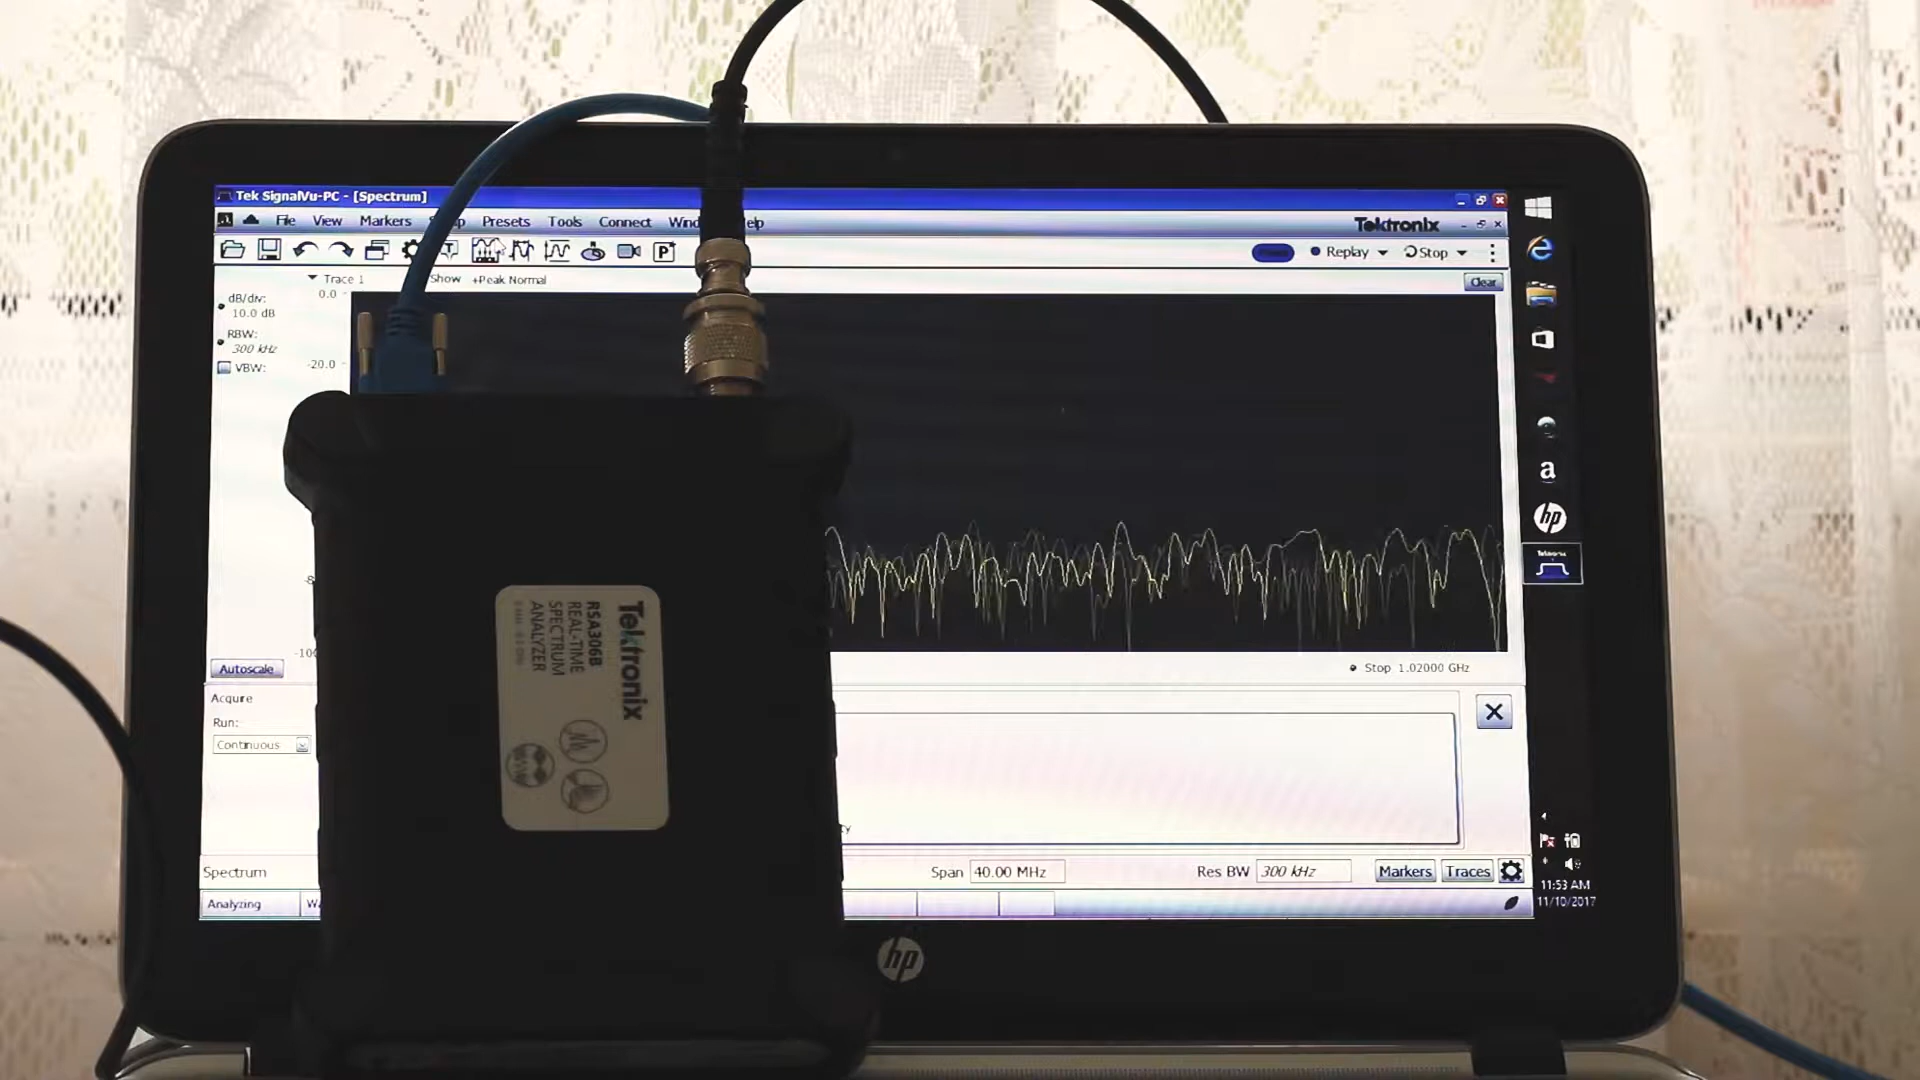 Tek SignalVu-PC - [Spectrum]
File View Markers Presets Tools Connect
Tektronix
Replay Stop
Trace 1 Show +Peak Normal
Clear
dB/div:
10.0 dB
0.0
RBW:
300 kHz
VBW:
-20.0
a
hp
Tektronix
RSA306B
REAL-TIME
SPECTRUM
ANALYZER
Autoscale
Stop 1.02000 GHz
Acquire
Run:
Continuous
Spectrum
Span 40.00 MHz
Res BW 300 kHz
Markers Traces
Analyzing
11:53 AM
11/10/2017
hp